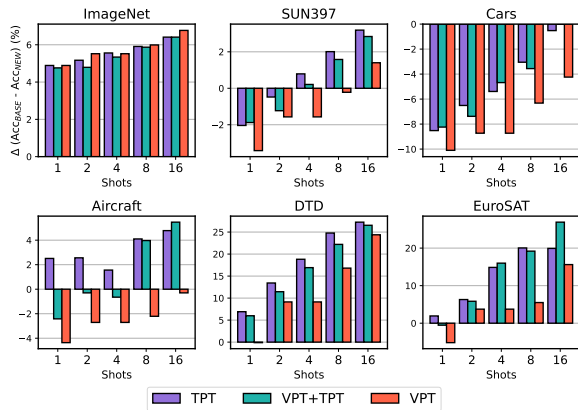 ImageNet
SUN397
Cars
Δ (Acc_BASE - Acc_NEW) (%)
6
4
2
0
2
0
−2
0
−2
−4
−6
−8
−10
1 2 4 8 16
1 2 4 8 16
1 2 4 8 16
Shots
Shots
Shots
Aircraft
DTD
EuroSAT
4
2
0
−2
−4
25
20
15
10
5
0
20
10
0
1 2 4 8 16
1 2 4 8 16
1 2 4 8 16
Shots
Shots
Shots
TPT VPT+TPT VPT